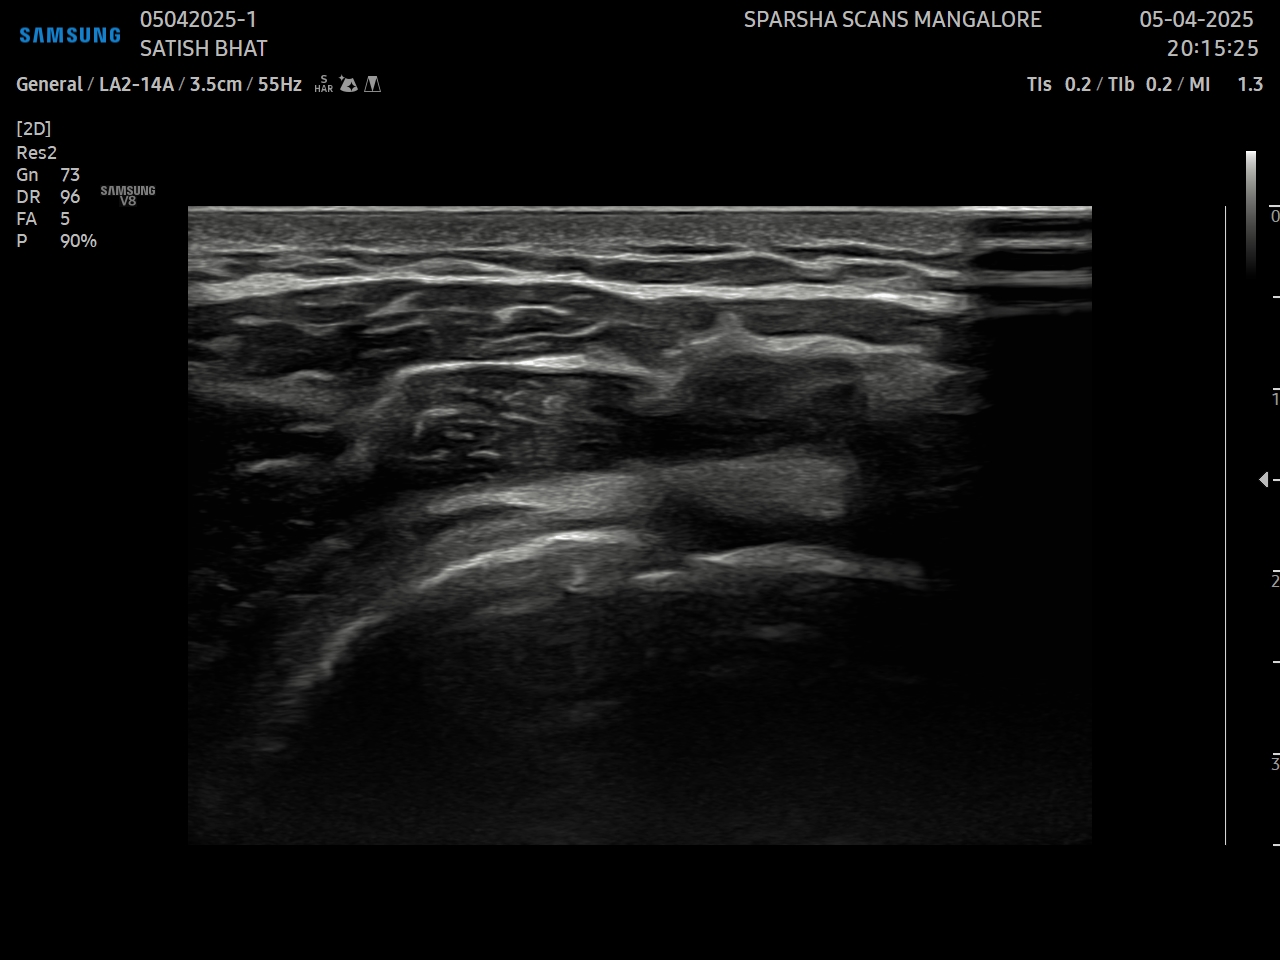 SAMSUNG
05042025-1
SATISH BHAT
SPARSHA SCANS MANGALORE
05-04-2025
20:15:25
General / LA2-14A / 3.5cm / 55Hz
S
HAR
TIs 0.2 / TIb 0.2 / MI 1.3
[2D]
Res2
Gn 73
DR 96
FA 5
P 90%
SAMSUNG
V8
0
1
2
3